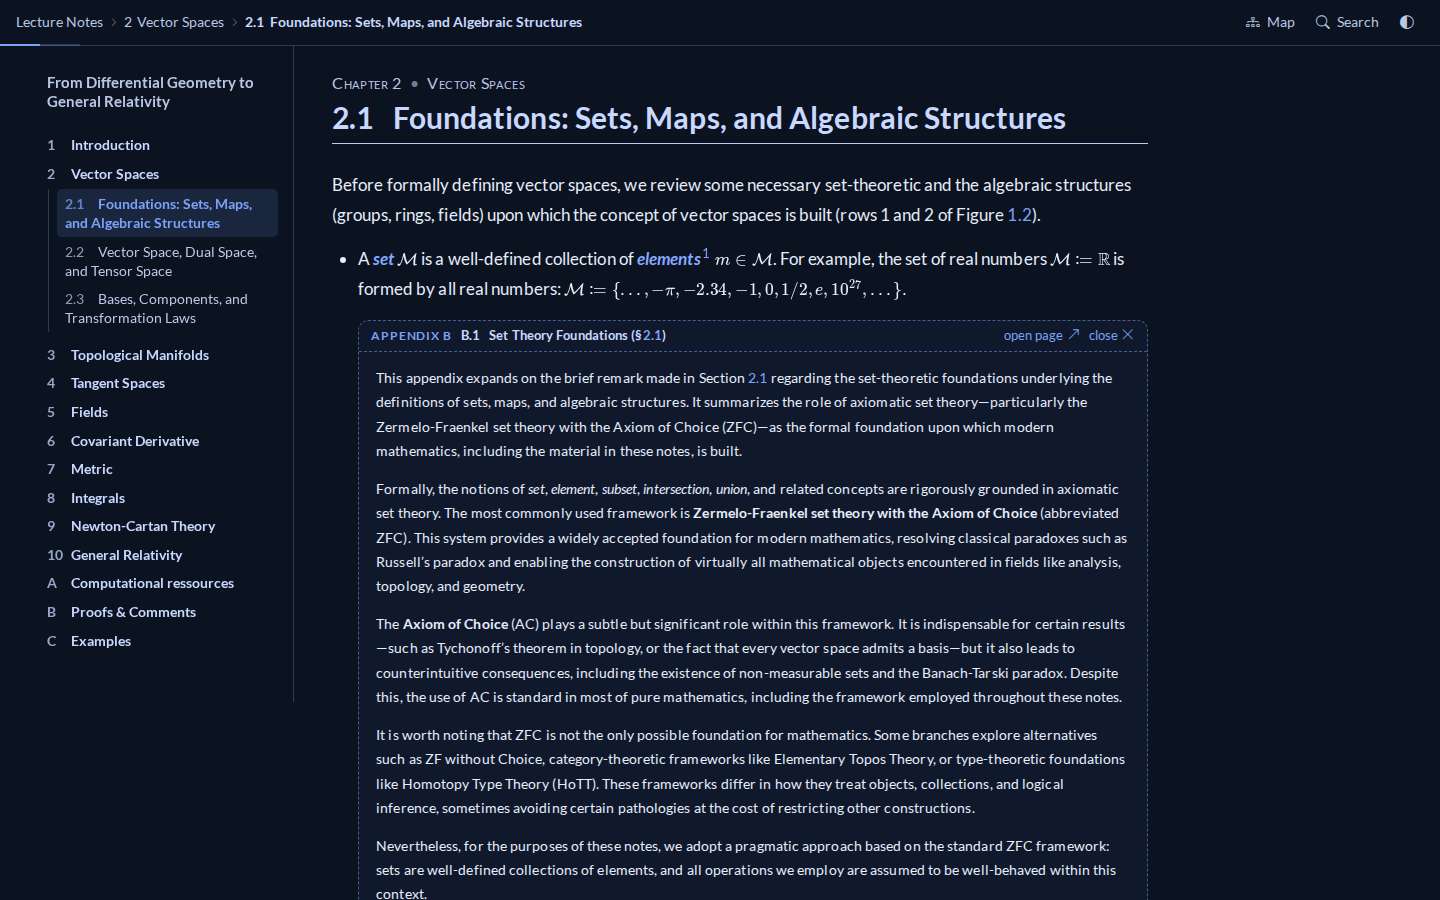 Lecture Notes > 2 Vector Spaces > 2.1 Foundations: Sets, Maps, and Algebraic Structures
Map Search
From Differential Geometry to
General Relativity
1 Introduction
2 Vector Spaces
2.1 Foundations: Sets, Maps,
and Algebraic Structures
2.2 Vector Space, Dual Space,
and Tensor Space
2.3 Bases, Components, and
Transformation Laws
3 Topological Manifolds
4 Tangent Spaces
5 Fields
6 Covariant Derivative
7 Metric
8 Integrals
9 Newton-Cartan Theory
10 General Relativity
A Computational ressources
B Proofs & Comments
C Examples
Chapter 2 • Vector Spaces
2.1 Foundations: Sets, Maps, and Algebraic Structures
Before formally defining vector spaces, we review some necessary set-theoretic and the algebraic structures
(groups, rings, fields) upon which the concept of vector spaces is built (rows 1 and 2 of Figure 1.2).
• A set ℳ is a well-defined collection of elements¹ m ∈ ℳ. For example, the set of real numbers ℳ := ℝ is
formed by all real numbers: ℳ := {…, −π, −2.34, −1, 0, 1/2, e, 10²⁷, …}.
APPENDIX B B.1 Set Theory Foundations (§2.1) open page ↗ close ×
This appendix expands on the brief remark made in Section 2.1 regarding the set-theoretic foundations underlying the
definitions of sets, maps, and algebraic structures. It summarizes the role of axiomatic set theory—particularly the
Zermelo-Fraenkel set theory with the Axiom of Choice (ZFC)—as the formal foundation upon which modern
mathematics, including the material in these notes, is built.
Formally, the notions of set, element, subset, intersection, union, and related concepts are rigorously grounded in axiomatic
set theory. The most commonly used framework is Zermelo-Fraenkel set theory with the Axiom of Choice (abbreviated
ZFC). This system provides a widely accepted foundation for modern mathematics, resolving classical paradoxes such as
Russell’s paradox and enabling the construction of virtually all mathematical objects encountered in fields like analysis,
topology, and geometry.
The Axiom of Choice (AC) plays a subtle but significant role within this framework. It is indispensable for certain results
—such as Tychonoff’s theorem in topology, or the fact that every vector space admits a basis—but it also leads to
counterintuitive consequences, including the existence of non-measurable sets and the Banach-Tarski paradox. Despite
this, the use of AC is standard in most of pure mathematics, including the framework employed throughout these notes.
It is worth noting that ZFC is not the only possible foundation for mathematics. Some branches explore alternatives
such as ZF without Choice, category-theoretic frameworks like Elementary Topos Theory, or type-theoretic foundations
like Homotopy Type Theory (HoTT). These frameworks differ in how they treat objects, collections, and logical
inference, sometimes avoiding certain pathologies at the cost of restricting other constructions.
Nevertheless, for the purposes of these notes, we adopt a pragmatic approach based on the standard ZFC framework:
sets are well-defined collections of elements, and all operations we employ are assumed to be well-behaved within this
context.